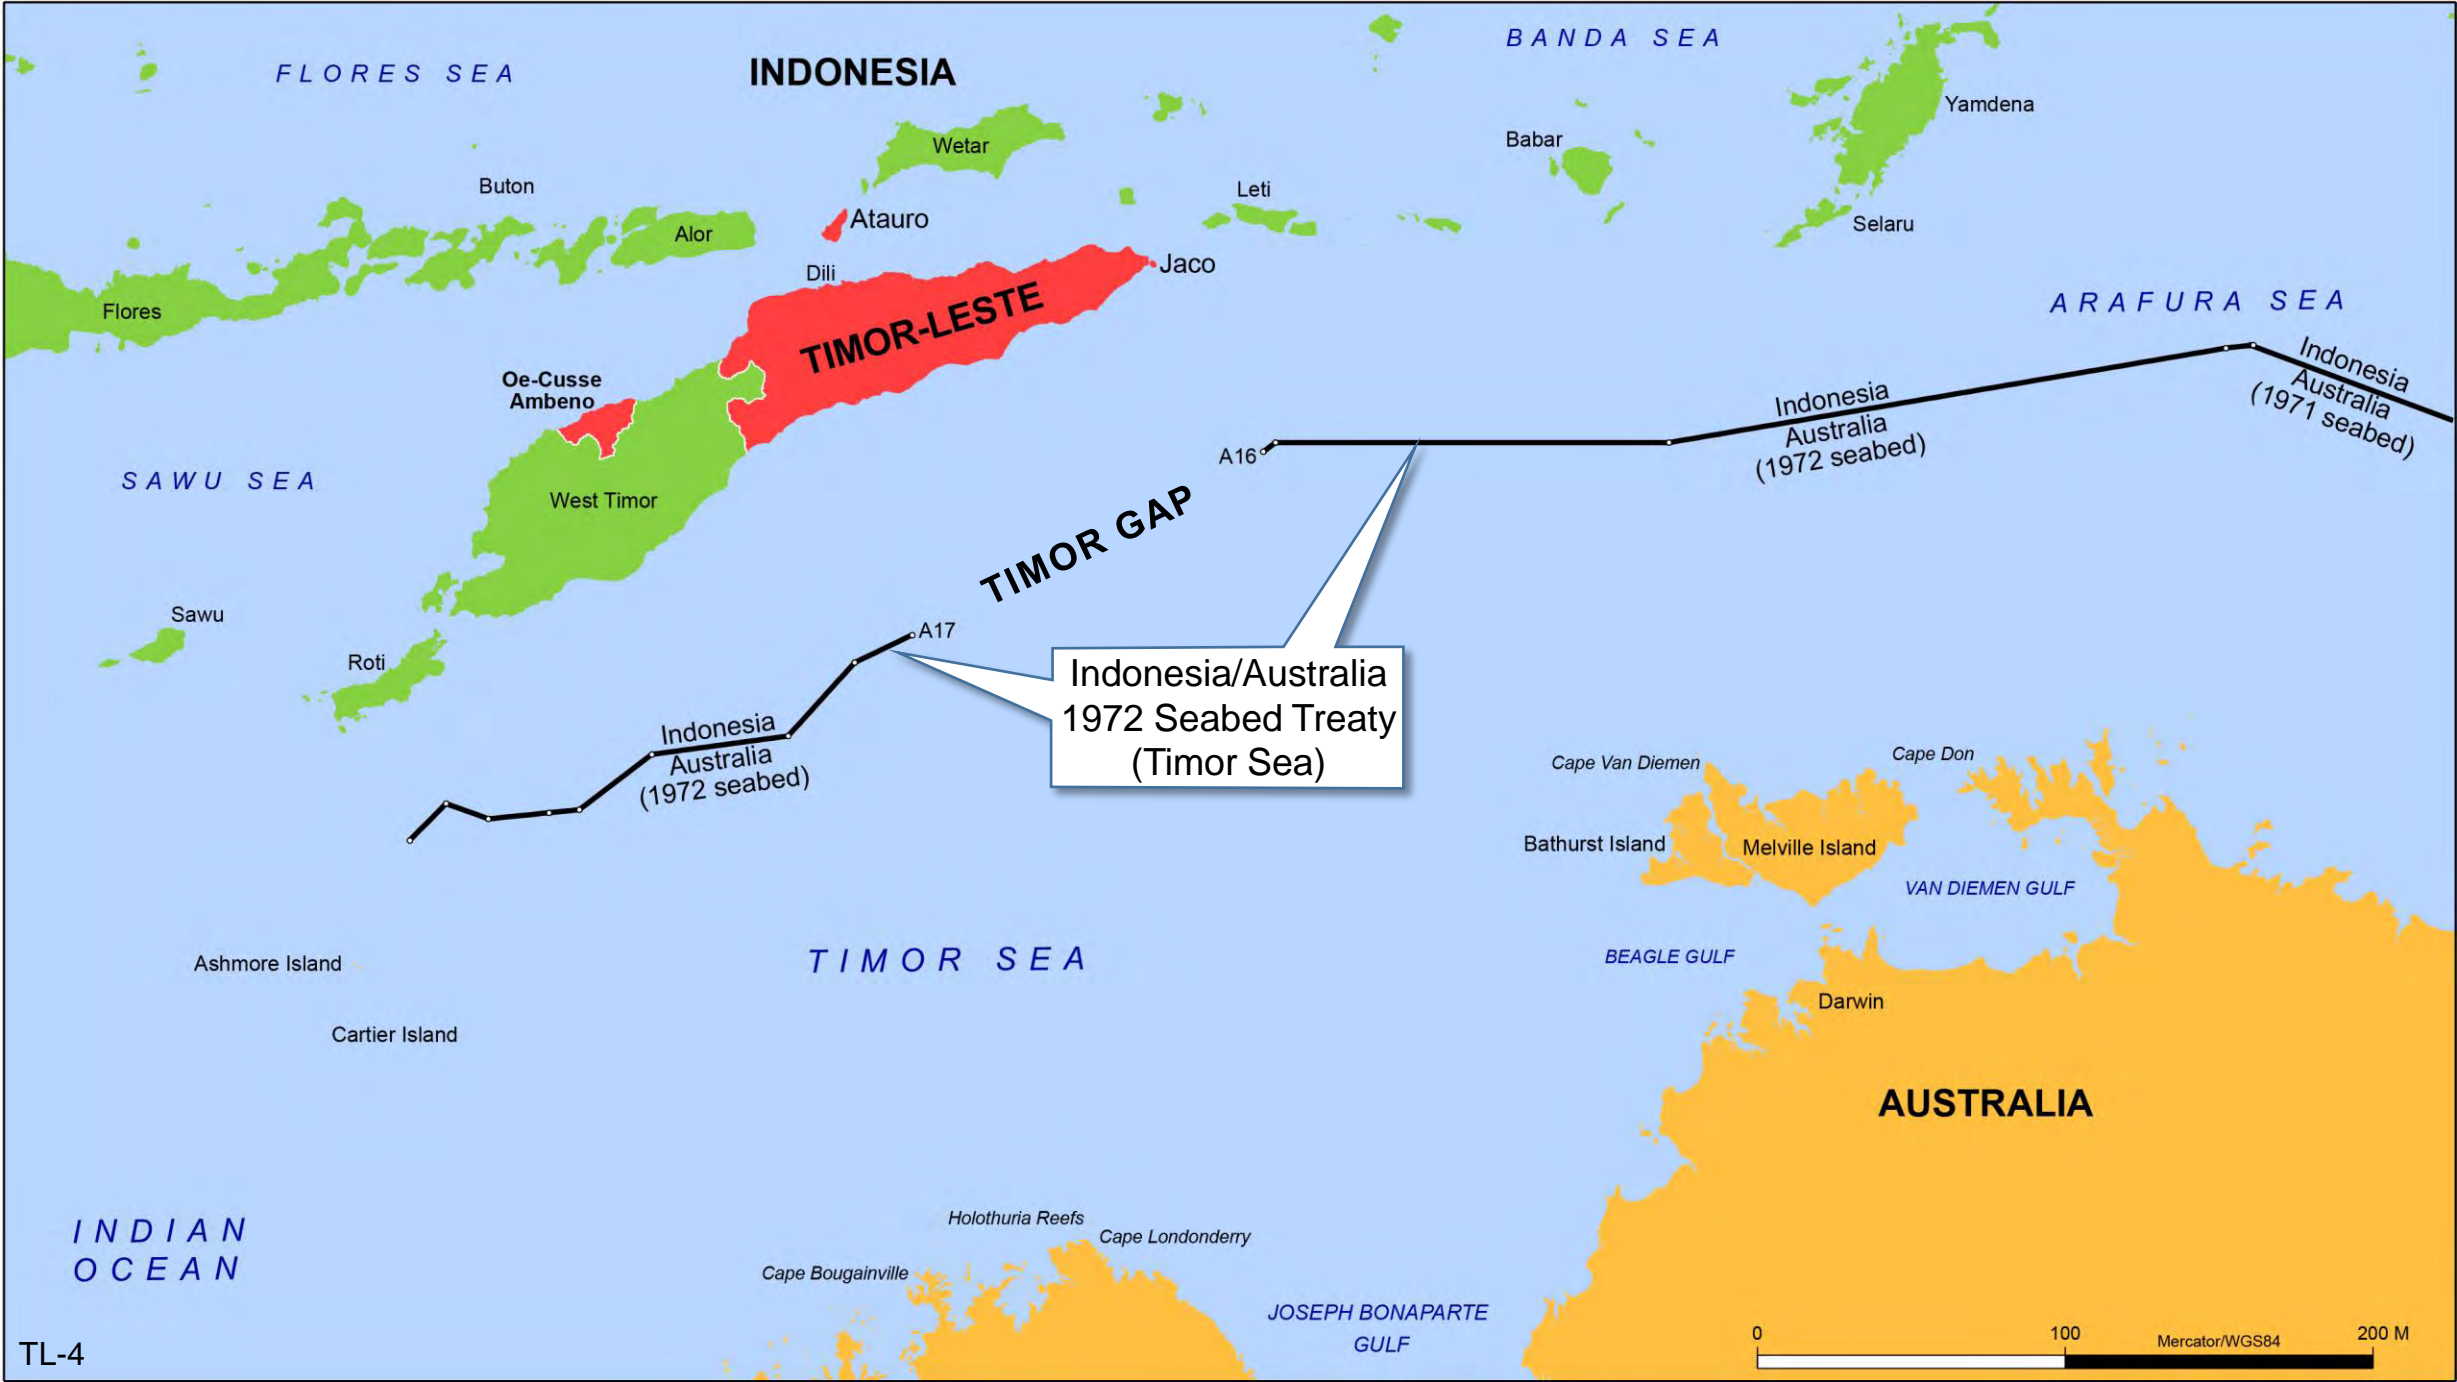 FLORES SEA
INDONESIA
BANDA SEA
Yamdena
Wetar
Babar
Buton
Leti
Atauro
Alor
Selaru
Dili
Jaco
Flores
TIMOR-LESTE
ARAFURA SEA
Indonesia
Australia
(1971 seabed)
Oe-Cusse
Ambeno
Indonesia
Australia
(1972 seabed)
A16
SAWU SEA
West Timor
TIMOR GAP
Sawu
A17
Roti
Indonesia/Australia
1972 Seabed Treaty
(Timor Sea)
Indonesia
Australia
(1972 seabed)
Cape Van Diemen
Cape Don
Bathurst Island
Melville Island
VAN DIEMEN GULF
TIMOR SEA
BEAGLE GULF
Ashmore Island
Darwin
Cartier Island
AUSTRALIA
INDIAN
OCEAN
Holothuria Reefs
Cape Londonderry
Cape Bougainville
JOSEPH BONAPARTE
GULF
0 100 200 M
Mercator/WGS84
TL-4